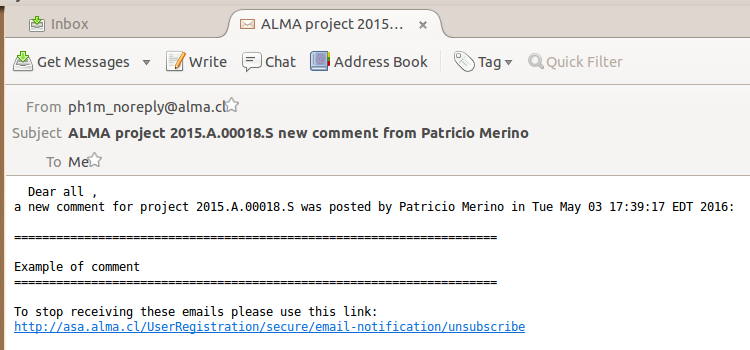 Inbox
ALMA project 2015... ×
Get Messages Write Chat Address Book Tag Quick Filter
From ph1m_noreply@alma.cl
Subject ALMA project 2015.A.00018.S new comment from Patricio Merino
To Me
Dear all ,
a new comment for project 2015.A.00018.S was posted by Patricio Merino in Tue May 03 17:39:17 EDT 2016:
=====================================================================
Example of comment
=====================================================================
To stop receiving these emails please use this link:
http://asa.alma.cl/UserRegistration/secure/email-notification/unsubscribe